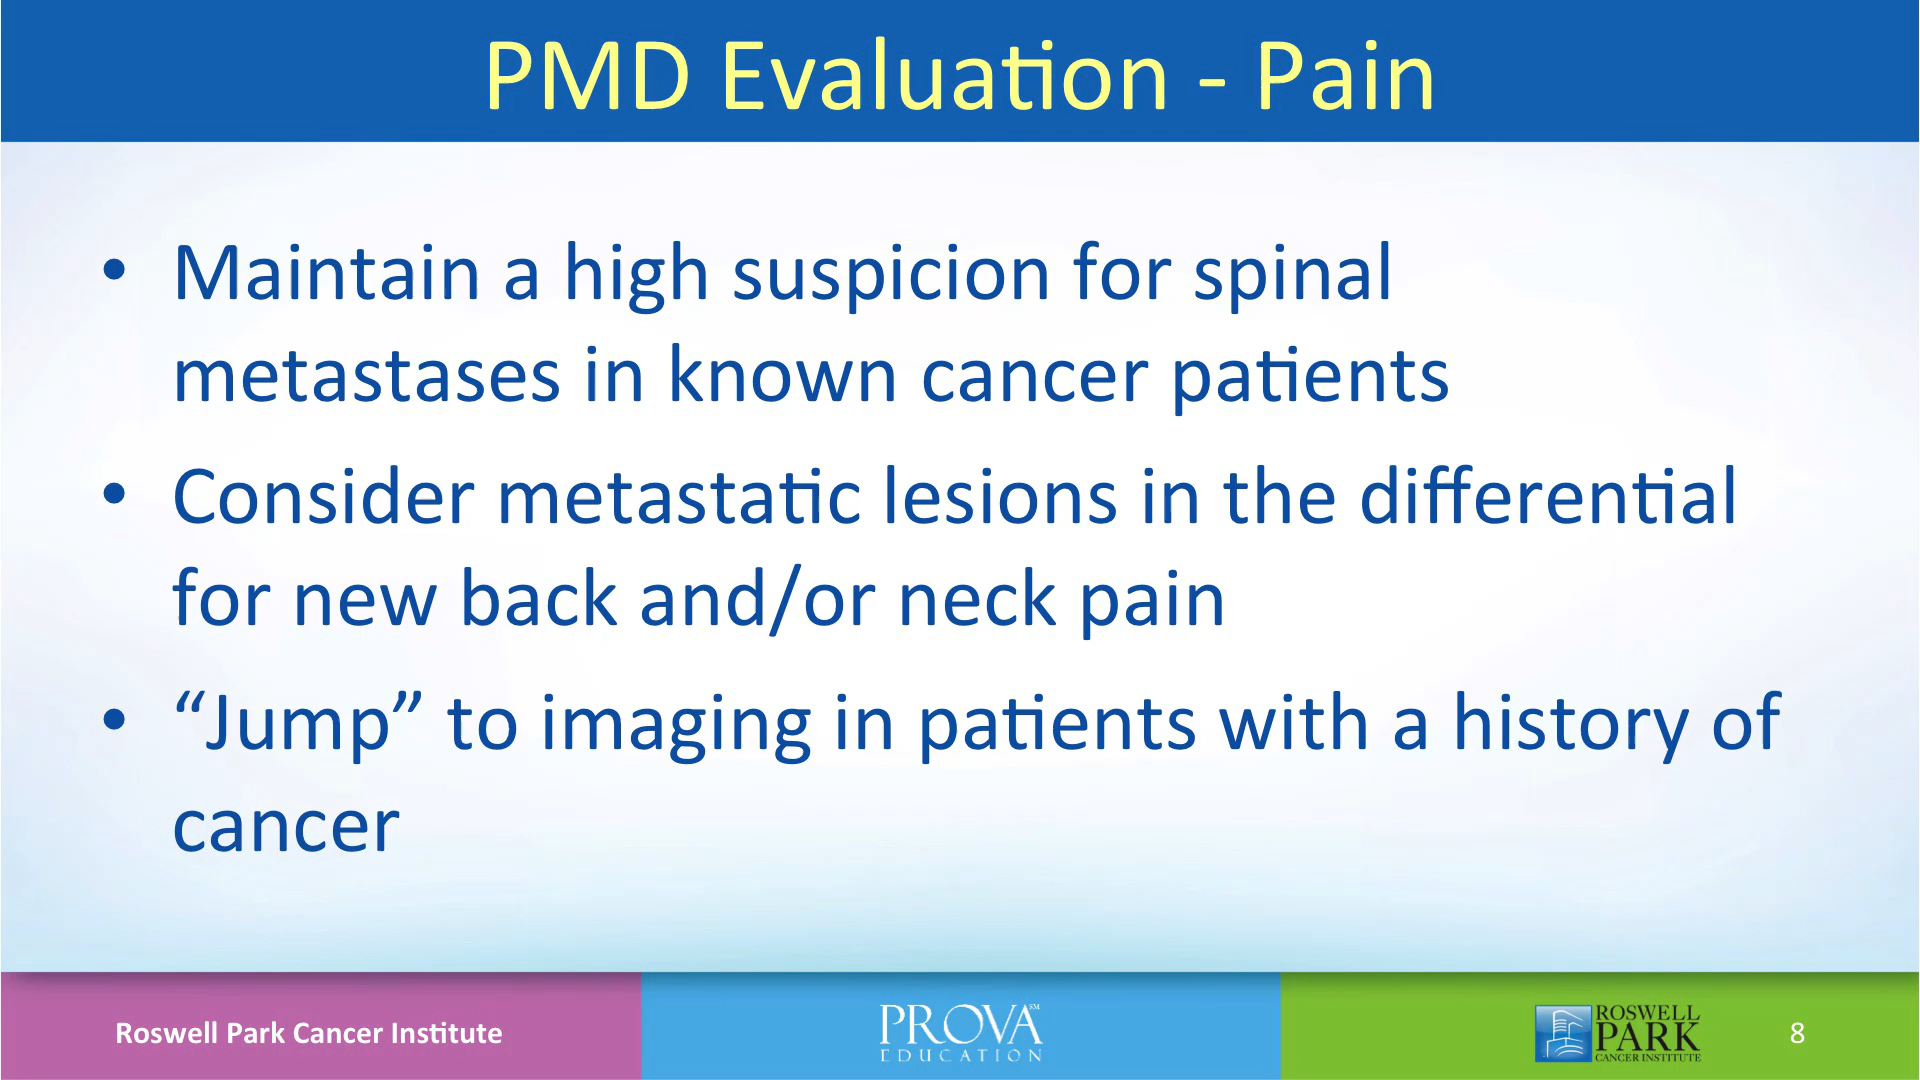 PMD Evaluation - Pain
• Maintain a high suspicion for spinal
metastases in known cancer patients
• Consider metastatic lesions in the differential
for new back and/or neck pain
• “Jump” to imaging in patients with a history of
cancer
Roswell Park Cancer Institute
PROVA℠
EDUCATION
ROSWELL
PARK
CANCER INSTITUTE
8